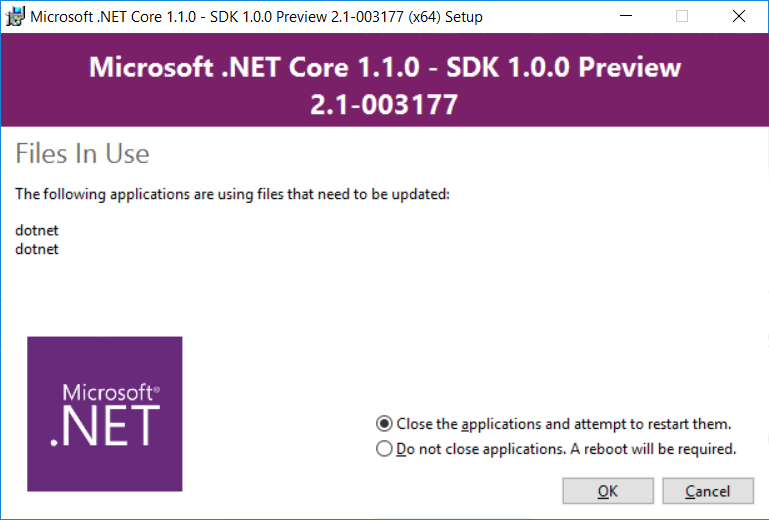 Microsoft .NET Core 1.1.0 - SDK 1.0.0 Preview 2.1-003177 (x64) Setup
Microsoft .NET Core 1.1.0 - SDK 1.0.0 Preview
2.1-003177
Files In Use
The following applications are using files that need to be updated:
dotnet
dotnet
Microsoft®
.NET
Close the applications and attempt to restart them.
Do not close applications. A reboot will be required.
OK
Cancel